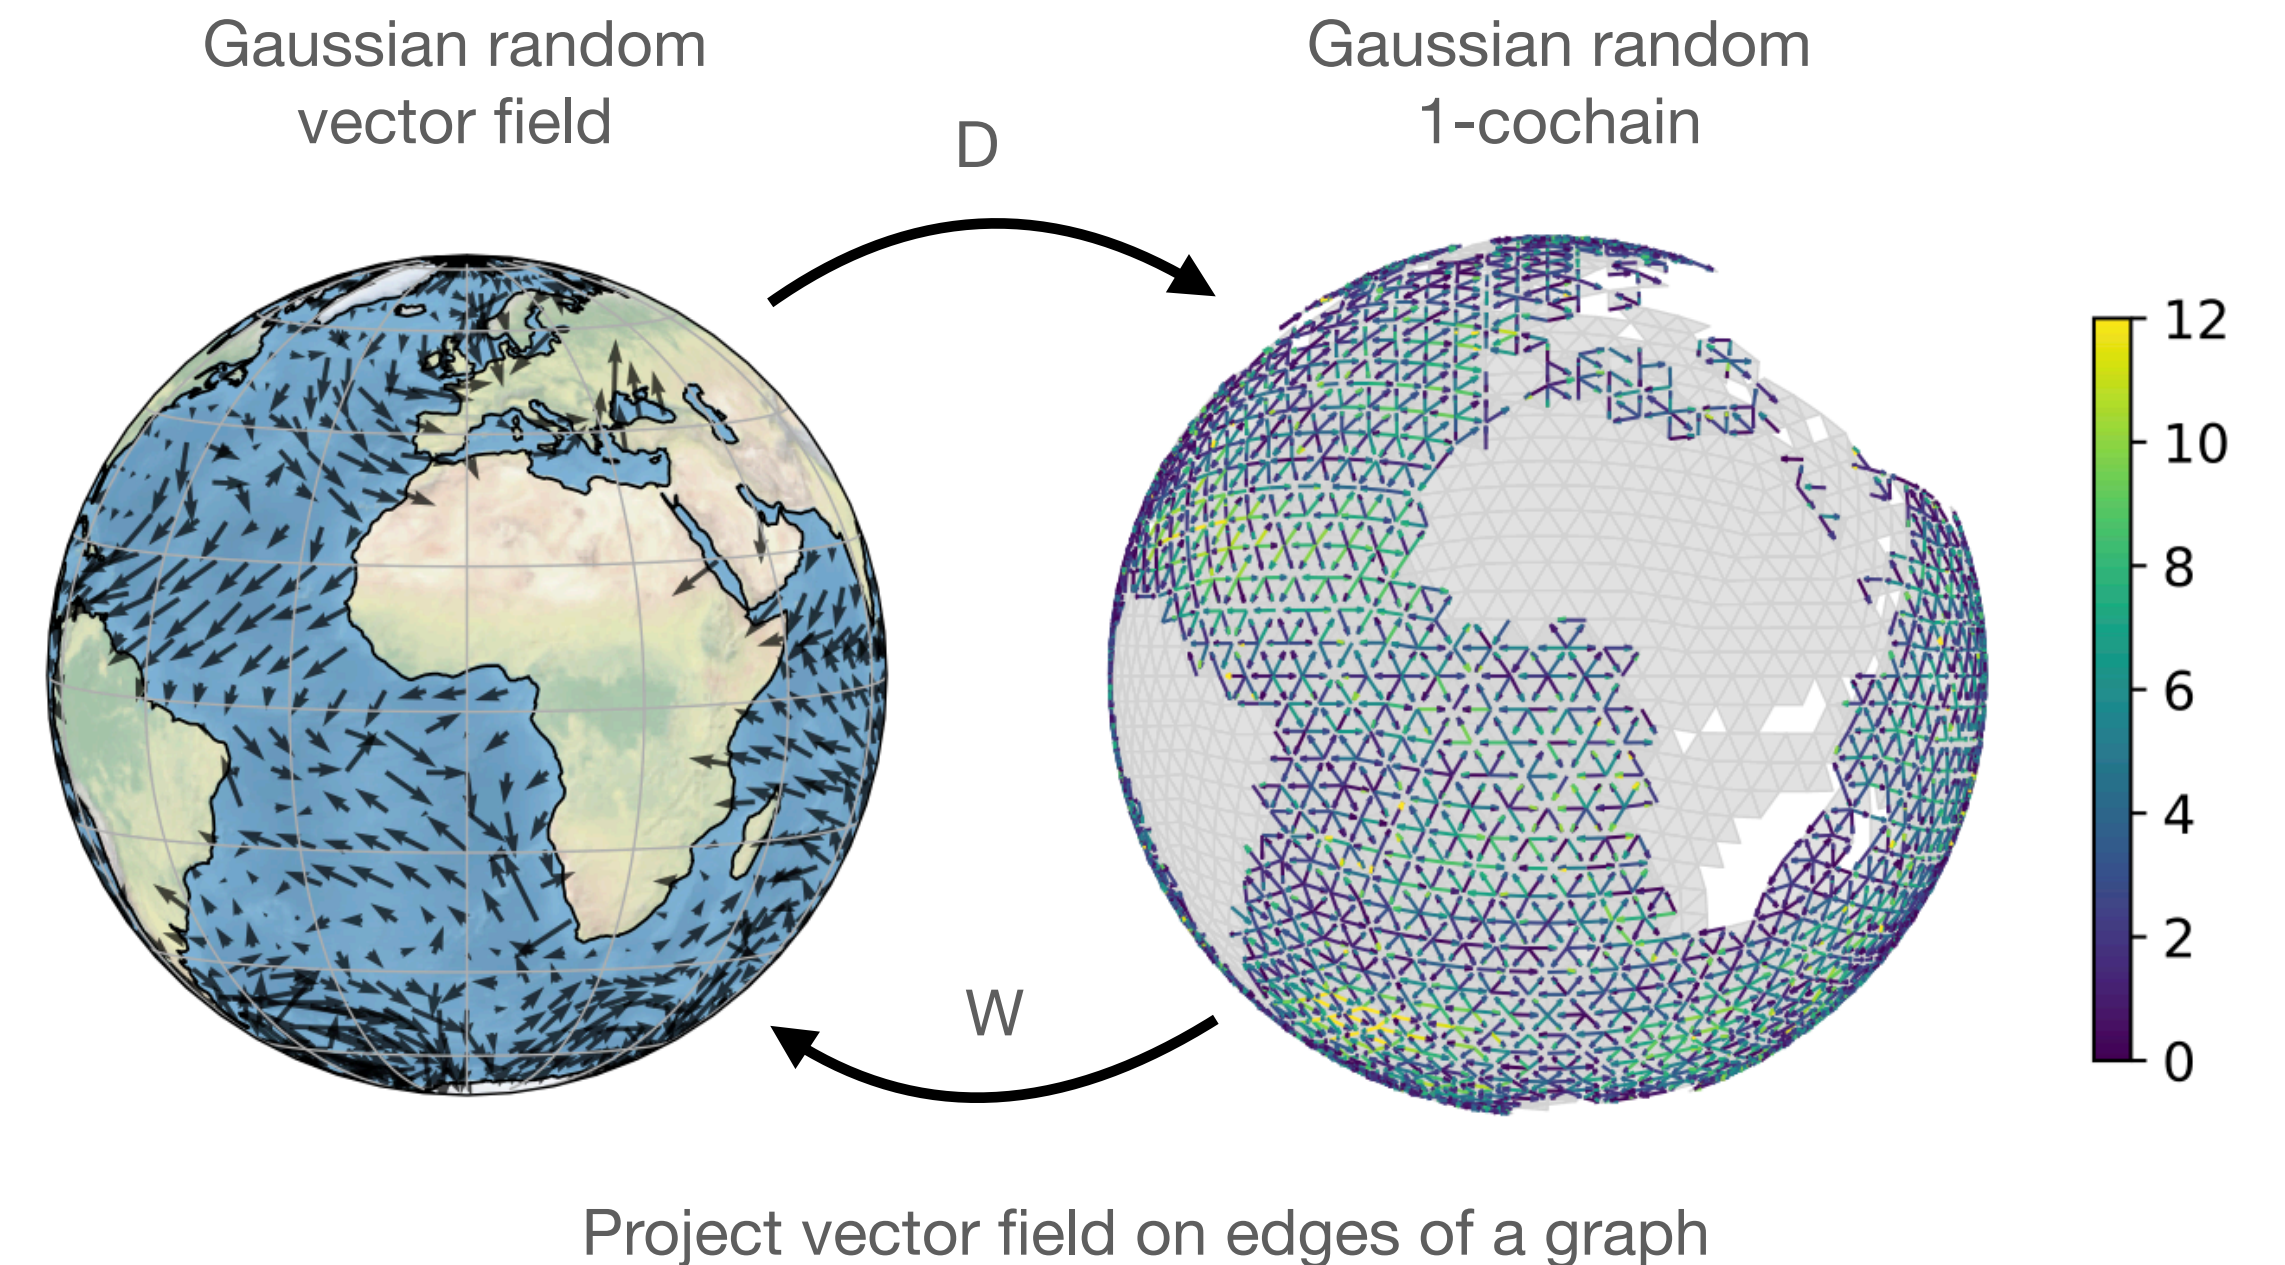 Gaussian random
vector field
Gaussian random
1-cochain
D
12
10
8
6
4
2
0
W
Project vector field on edges of a graph